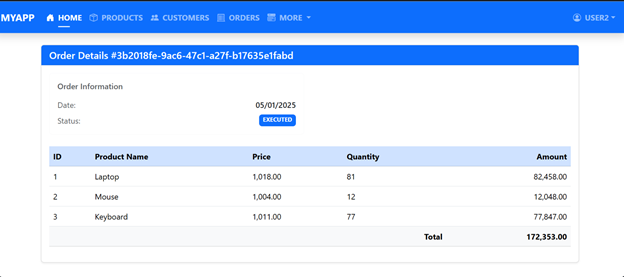 MYAPP HOME PRODUCTS CUSTOMERS ORDERS MORE USER2
Order Details #3b2018fe-9ac6-47c1-a27f-b17635e1fabd
Order Information
Date: 05/01/2025
Status: EXECUTED
ID Product Name Price Quantity Amount
1 Laptop 1,018.00 81 82,458.00
2 Mouse 1,004.00 12 12,048.00
3 Keyboard 1,011.00 77 77,847.00
Total 172,353.00